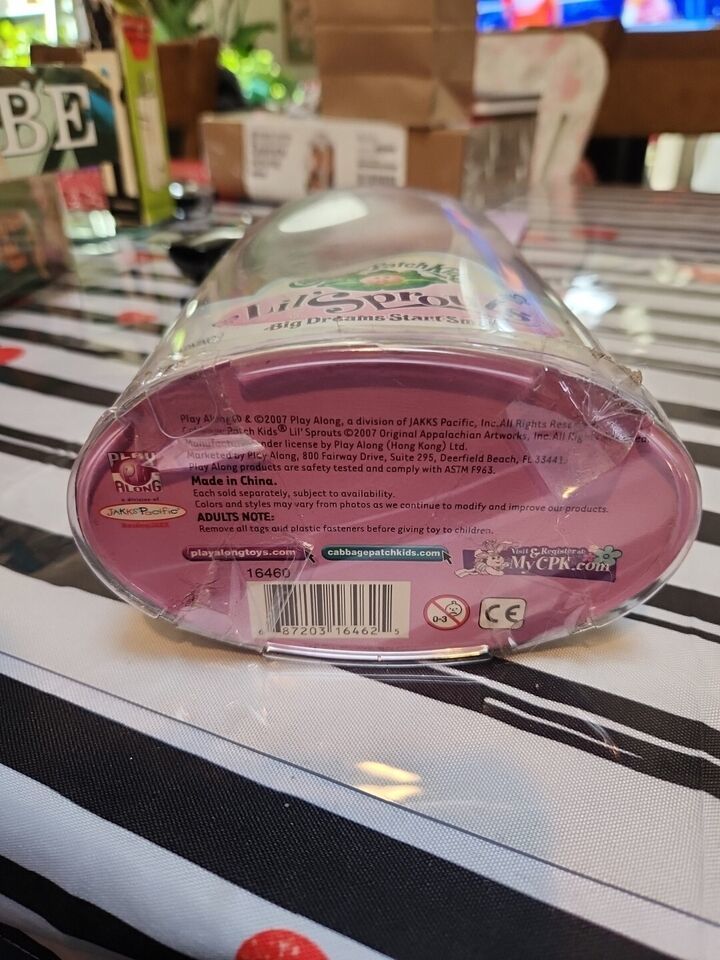 BE
Patch Kids
Lil' Sprouts
Big Dreams Start Sm
Play Along® & ©2007 Play Along, a division of JAKKS Pacific, Inc. All Rights Rese
Patch Kids® Lil' Sprouts ©2007 Original Appalachian Artworks, Inc. All
under license by Play Along (Hong Kong) Ltd.
Marketed by Play Along, 800 Fairway Drive, Suite 295, Deerfield Beach, FL 33441.
Play Along products are safety tested and comply with ASTM F963.
Made in China.
Each sold separately, subject to availability.
Colors and styles may vary from photos as we continue to modify and improve our products.
ADULTS NOTE:
Remove all tags and plastic fasteners before giving toy to children.
PLAY
ALONG
a division of
JAKKS Pacific
playalongtoys.com
cabbagepatchkids.com
Visit & Register at
MyCPK.com
16460
6 87203 16462 5
0-3
CE